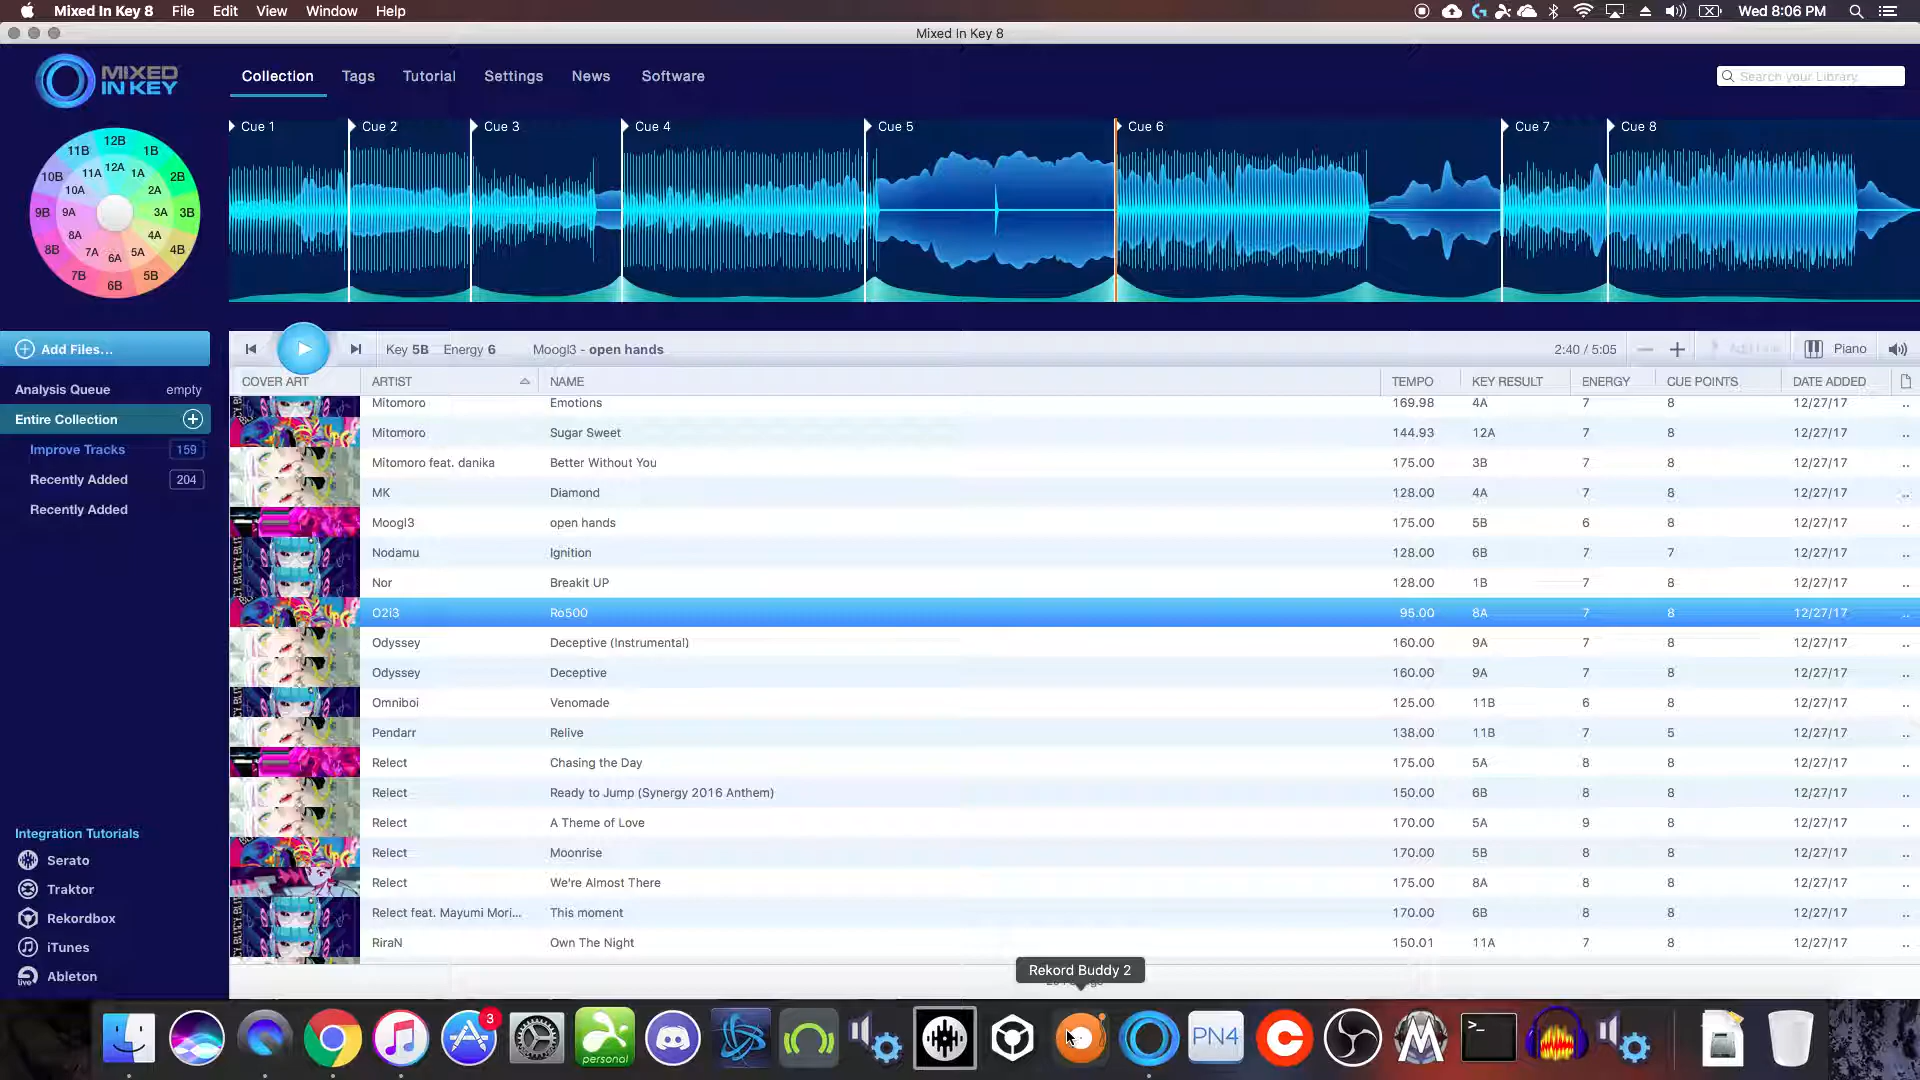 Mixed In Key 8 File Edit View Window Help Wed 8:06 PM
Mixed In Key 8
MIXED IN KEY
Collection Tags Tutorial Settings News Software Search your Library
Cue 1 Cue 2 Cue 3 Cue 4 Cue 5 Cue 6 Cue 7 Cue 8
12B
11B 1B
12A
11A 1A
10B 2B
10A 2A
9B 9A 3A 3B
8A 4A
8B 4B
7A 5A
6A
7B 5B
6B
Add Files...
Analysis Queue empty
Entire Collection
Improve Tracks 159
Recently Added 204
Recently Added
Integration Tutorials
Serato
Traktor
Rekordbox
iTunes
Ableton
Key 5B Energy 6 Moogl3 - open hands 2:40 / 5:05 Piano
COVER ART ARTIST NAME TEMPO KEY RESULT ENERGY CUE POINTS DATE ADDED
Mitomoro Emotions 169.98 4A 7 8 12/27/17 ..
Mitomoro Sugar Sweet 144.93 12A 7 8 12/27/17 ..
Mitomoro feat. danika Better Without You 175.00 3B 7 8 12/27/17 ..
MK Diamond 128.00 4A 7 8 12/27/17 ..
Moogl3 open hands 175.00 5B 6 8 12/27/17 ..
Nodamu Ignition 128.00 6B 7 7 12/27/17 ..
Nor Breakit UP 128.00 1B 7 8 12/27/17 ..
O2i3 Ro500 95.00 8A 7 8 12/27/17 ..
Odyssey Deceptive (Instrumental) 160.00 9A 7 8 12/27/17 ..
Odyssey Deceptive 160.00 9A 7 8 12/27/17 ..
Omniboi Venomade 125.00 11B 6 8 12/27/17 ..
Pendarr Relive 138.00 11B 7 5 12/27/17 ..
Relect Chasing the Day 175.00 5A 8 8 12/27/17 ..
Relect Ready to Jump (Synergy 2016 Anthem) 150.00 6B 8 8 12/27/17 ..
Relect A Theme of Love 170.00 5A 9 8 12/27/17 ..
Relect Moonrise 170.00 5B 8 8 12/27/17 ..
Relect We're Almost There 175.00 8A 8 8 12/27/17 ..
Relect feat. Mayumi Mori... This moment 170.00 6B 8 8 12/27/17 ..
RiraN Own The Night 150.01 11A 7 8 12/27/17 ..
Rekord Buddy 2
3
personal
PN4